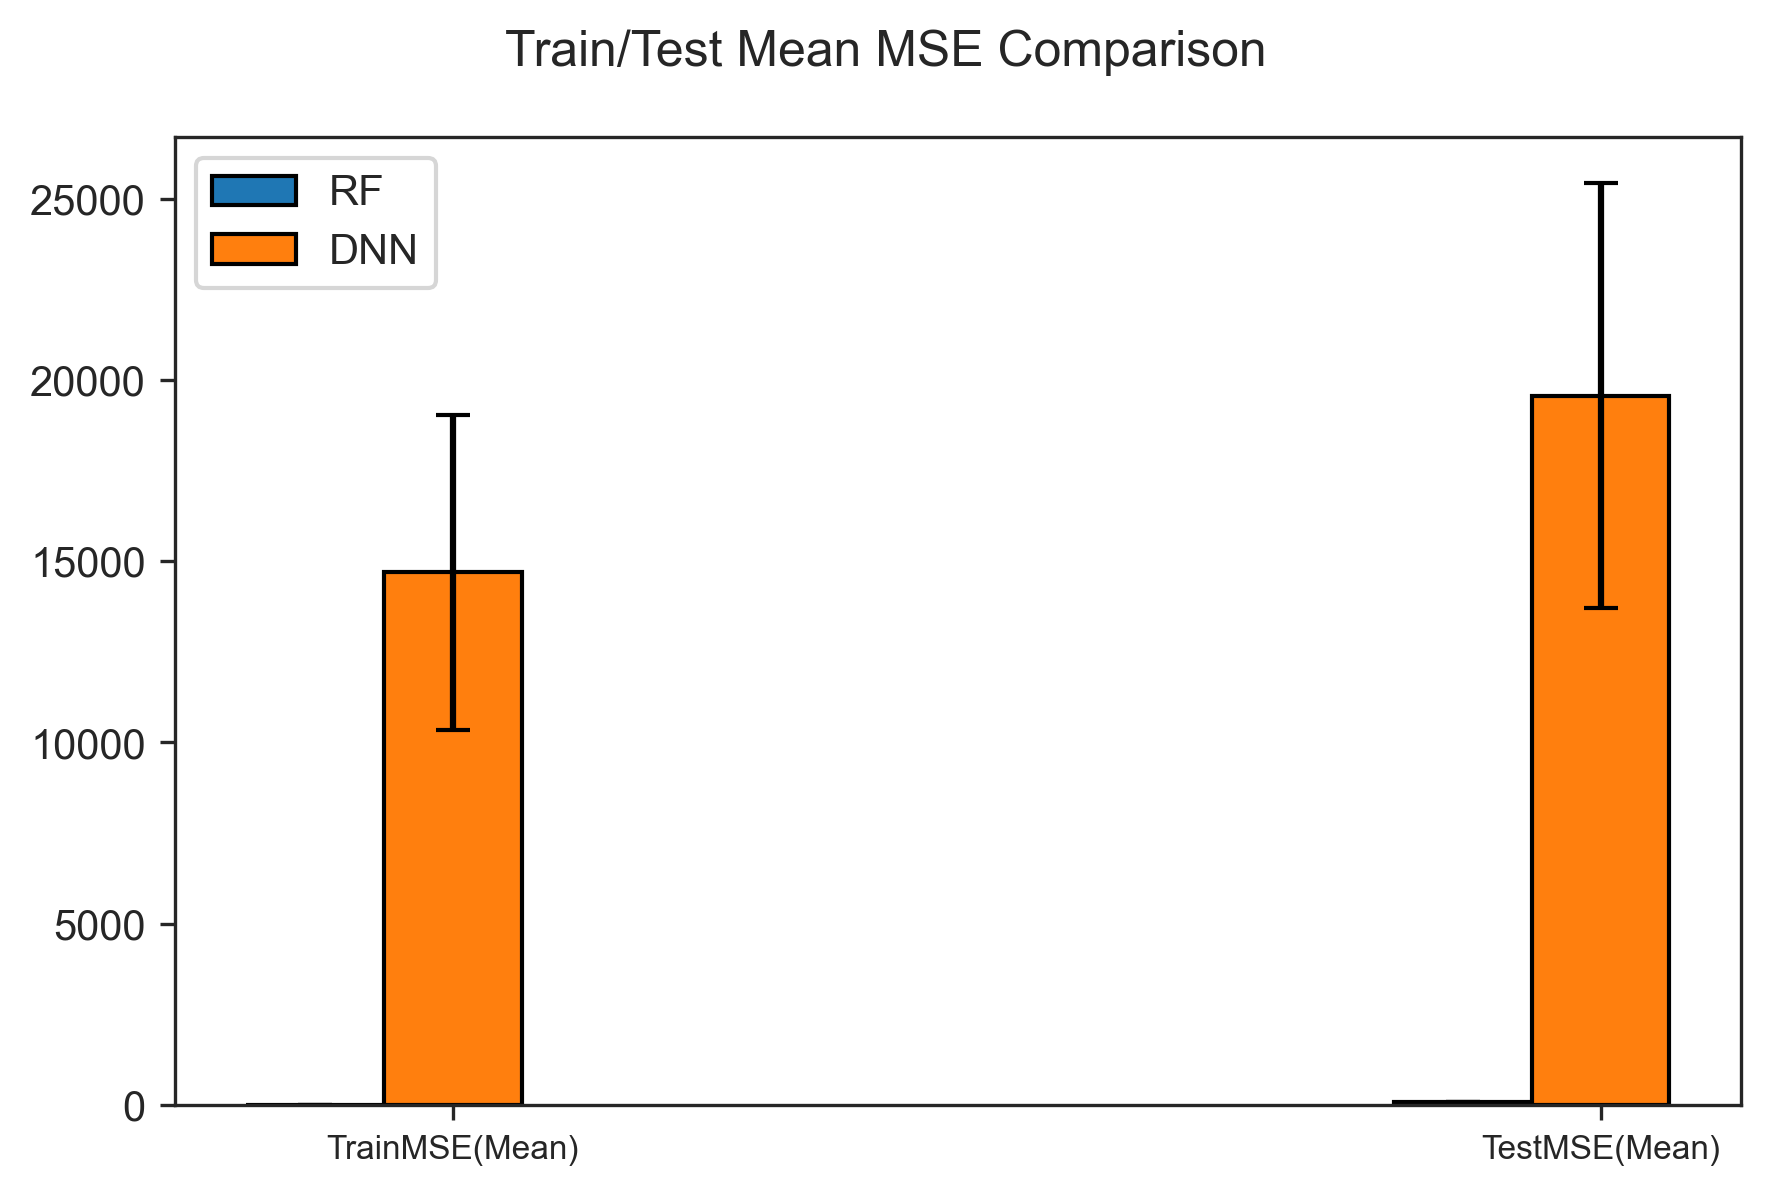 Train/Test Mean MSE Comparison
RF
DNN
25000
20000
15000
10000
5000
0
TrainMSE(Mean)
TestMSE(Mean)